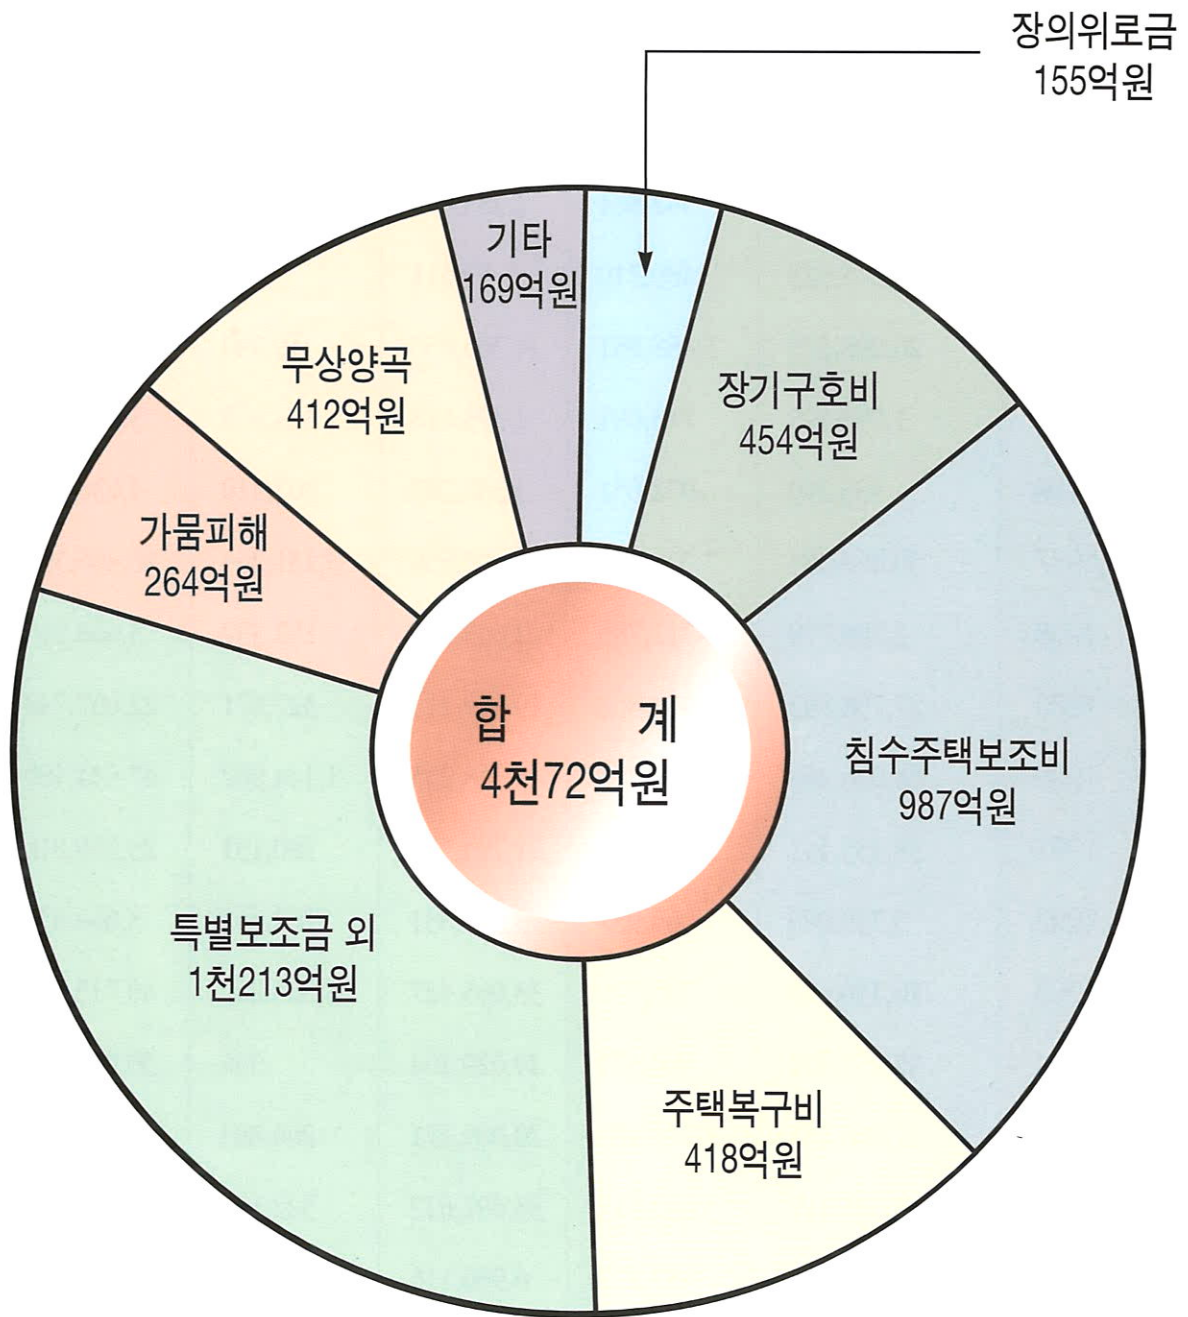 장의위로금
155억원
기타
169억원
무상양곡
412억원
장기구호비
454억원
가뭄피해
264억원
합 계
4천72억원
침수주택보조비
987억원
특별보조금 외
1천213억원
주택복구비
418억원